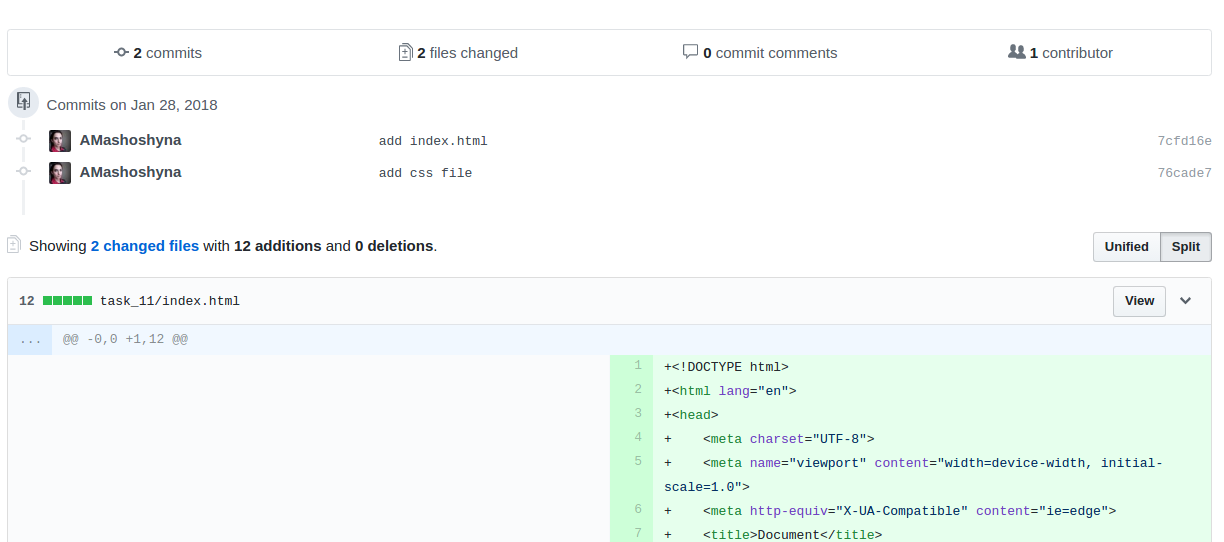 2 commits 2 files changed 0 commit comments 1 contributor
Commits on Jan 28, 2018
AMashoshyna add index.html 7cfd16e
AMashoshyna add css file 76cade7
Showing 2 changed files with 12 additions and 0 deletions. Unified Split
12 task_11/index.html View
... @@ -0,0 +1,12 @@
1 +<!DOCTYPE html>
2 +<html lang="en">
3 +<head>
4 + <meta charset="UTF-8">
5 + <meta name="viewport" content="width=device-width, initial-
scale=1.0">
6 + <meta http-equiv="X-UA-Compatible" content="ie=edge">
7 + <title>Document</title>